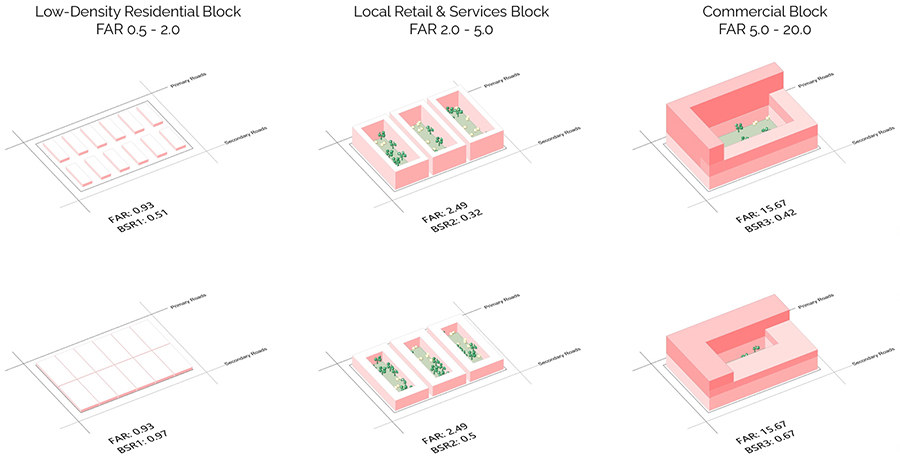 Low-Density Residential Block
FAR 0.5 - 2.0
Local Retail & Services Block
FAR 2.0 - 5.0
Commercial Block
FAR 5.0 - 20.0
Primary Roads
Secondary Roads
FAR: 0.93
BSR1: 0.51
Primary Roads
Secondary Roads
FAR: 2.49
BSR2: 0.32
Primary Roads
Secondary Roads
FAR: 15.67
BSR3: 0.42
Primary Roads
Secondary Roads
FAR: 0.93
BSR1: 0.97
Primary Roads
Secondary Roads
FAR: 2.49
BSR2: 0.5
Primary Roads
Secondary Roads
FAR: 15.67
BSR3: 0.67